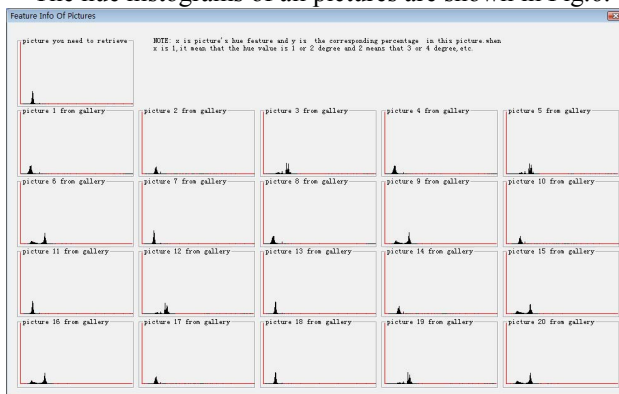 The hue histograms of all pictures are shown in Fig.6.
Feature Info Of Pictures
picture you need to retrieve
NOTE: x is picture'x hue feature and y is the corresponding percentage in this picture.when
x is 1,it mean that the hue value is 1 or 2 degree and 2 means that 3 or 4 degree,etc.
picture 1 from gallery
picture 2 from gallery
picture 3 from gallery
picture 4 from gallery
picture 5 from gallery
picture 6 from gallery
picture 7 from gallery
picture 8 from gallery
picture 9 from gallery
picture 10 from gallery
picture 11 from gallery
picture 12 from gallery
picture 13 from gallery
picture 14 from gallery
picture 15 from gallery
picture 16 from gallery
picture 17 from gallery
picture 18 from gallery
picture 19 from gallery
picture 20 from gallery